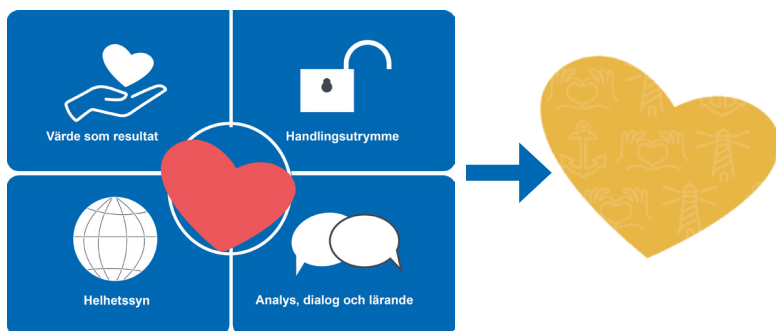 Värde som resultat
Handlingsutrymme
Helhetssyn
Analys, dialog och lärande